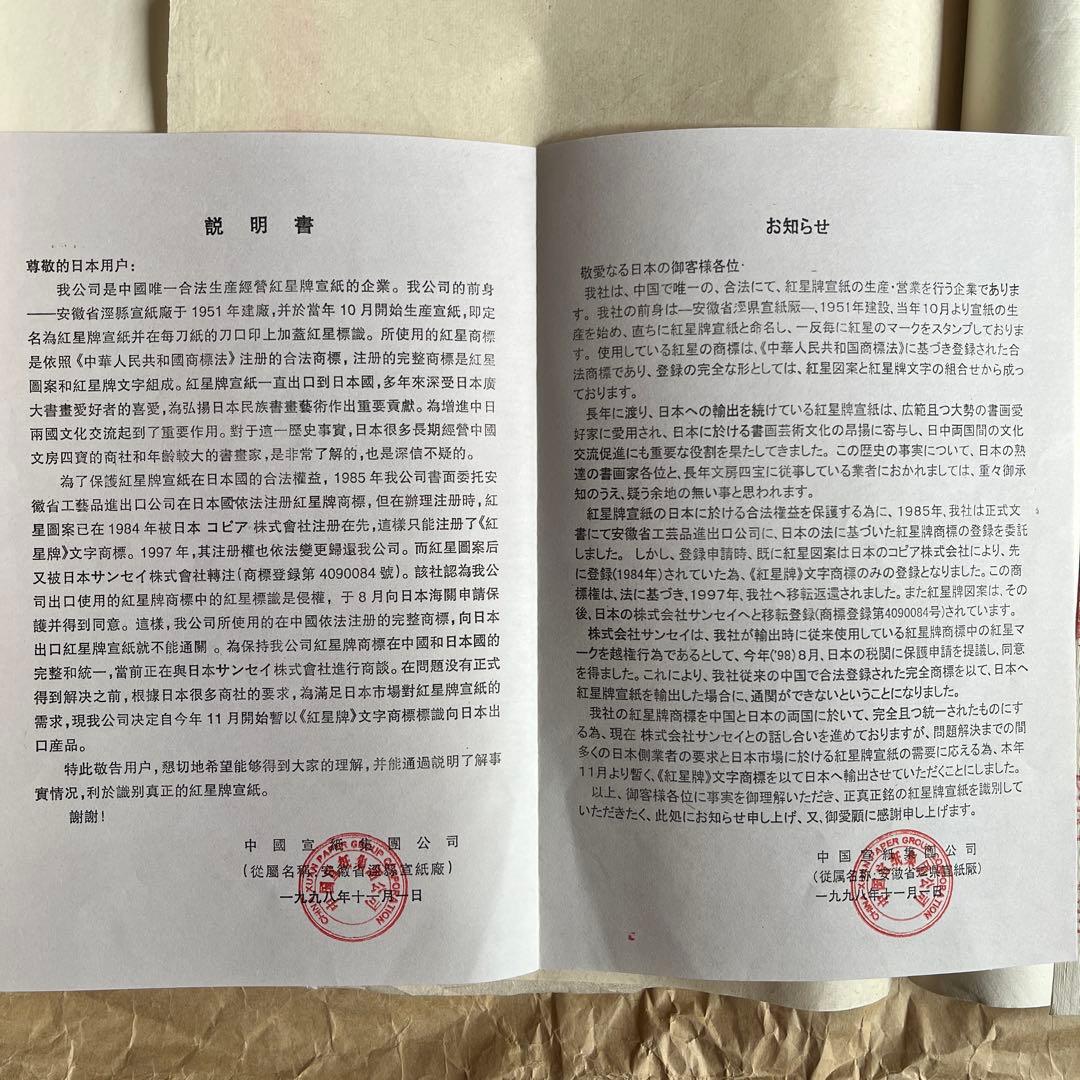 説明書
尊敬的日本用户：
我公司是中國唯一合法生産經營紅星牌宣紙的企業。我公司的前身
——安徽省涇縣宣紙廠于1951年建廠，并於當年10月開始生産宣紙，即定
名為紅星牌宣紙并在每刀紙的刀口印上加蓋紅星標識。所使用的紅星商標
是依照《中華人民共和國商標法》注册的合法商標，注册的完整商標是紅星
圖案和紅星牌文字組成。紅星牌宣紙一直出口到日本國，多年來深受日本廣
大書畫愛好者的喜愛，為弘揚日本民族書畫藝術作出重要貢獻。為增進中日
兩國文化交流起到了重要作用。對于這一歷史事實，日本很多長期經營中國
文房四寶的商社和年齡較大的書畫家，是非常了解的，也是深信不疑的。
為了保護紅星牌宣紙在日本國的合法權益，1985年我公司書面委托安
徽省工藝品進出口公司在日本國依法注册紅星牌商標，但在辦理注册時，紅
星圖案已在1984年被日本コピア株式會社注册在先，這樣只能注册了《紅
星牌》文字商標。1997年，其注册權也依法變更歸還我公司。而紅星圖案后
又被日本サンセイ株式會社轉注（商標登録第4090084號）。該社認為我公
司出口使用的紅星牌商標中的紅星標識是侵權，于8月向日本海關申請保
護并得到同意。這樣，我公司所使用的在中國依法注册的完整商標，向日本
出口紅星牌宣紙就不能通關。為保持我公司紅星牌商標在中國和日本國的
完整和統一，當前正在與日本サンセイ株式會社進行商談。在問題没有正式
得到解决之前，根據日本很多商社的要求，為滿足日本市場對紅星牌宣紙的
需求，現我公司决定自今年11月開始暫以《紅星牌》文字商標標識向日本出
口産品。
特此敬告用户，懇切地希望能够得到大家的理解，并能通過説明了解事
實情况，利於識别真正的紅星牌宣紙。
謝謝！
中國宣紙集團公司
（從屬名稱：安徽省涇縣宣紙廠）
一九九八年十一月一日
CHINA XUAN PAPER GROUP CORPORATION
中國宣紙集團公司
お知らせ
敬愛なる日本の御客様各位・
我社は、中国で唯一の、合法にて、紅星牌宣紙の生産・営業を行う企業でありま
す。我社の前身は—安徽省涇県宣紙厰—、1951年建設、当年10月より宣紙の生
産を始め、直ちに紅星牌宣紙と命名し、一反毎に紅星のマークをスタンプしておりま
す。使用している紅星の商標は、《中華人民共和国商標法》に基づき登録された合
法商標であり、登録の完全な形としては、紅星図案と紅星牌文字の組合せから成っ
ております。
長年に渡り、日本への輸出を続けている紅星牌宣紙は、広範且つ大勢の書画愛
好家に愛用され、日本に於ける書画芸術文化の昂揚に寄与し、日中両国間の文化
交流促進にも重要な役割を果たしてきました。この歴史の事実について、日本の熟
達の書画家各位と、長年文房四宝に従事している業者におかれましては、重々御承
知のうえ、疑う余地の無い事と思われます。
紅星牌宣紙の日本に於ける合法権益を保護する為に、1985年、我社は正式文
書にて安徽省工芸品進出口公司に、日本の法に基づいた紅星牌商標の登録を委託
しました。しかし、登録申請時、既に紅星図案は日本のコピア株式会社により、先
に登録(1984年)されていた為、《紅星牌》文字商標のみの登録となりました。この商
標権は、法に基づき、1997年、我社へ移転返還されました。また紅星牌図案は、その
後、日本の株式会社サンセイへと移転登録(商標登録第4090084号)されています。
株式会社サンセイは、我社が輸出時に従来使用している紅星牌商標中の紅星マ
ークを越権行為であるとして、今年('98)8月、日本の税関に保護申請を提議し、同意
を得ました。これにより、我社従来の中国で合法登録された完全商標を以て、日本へ
紅星牌宣紙を輸出した場合に、通関ができないということになりました。
我社の紅星牌商標を中国と日本の両国に於いて、完全且つ統一されたものにす
る為、現在 株式会社サンセイとの話し合いを進めておりますが、問題解決までの間
多くの日本側業者の要求と日本市場に於ける紅星牌宣紙の需要に応える為、本年
11月より暫く、《紅星牌》文字商標を以て日本へ輸出させていただくことにしました。
以上、御客様各位に事実を御理解いただき、正真正銘の紅星牌宣紙を識別して
いただきたく、此処にお知らせ申し上げ、又、御愛顧に感謝申し上げます。
中国宣紙集団公司
（従属名称・安徽省涇県宣紙厰）
一九九八年十一月一日
CHINA XUAN PAPER GROUP CORPORATION
中國宣紙集團公司